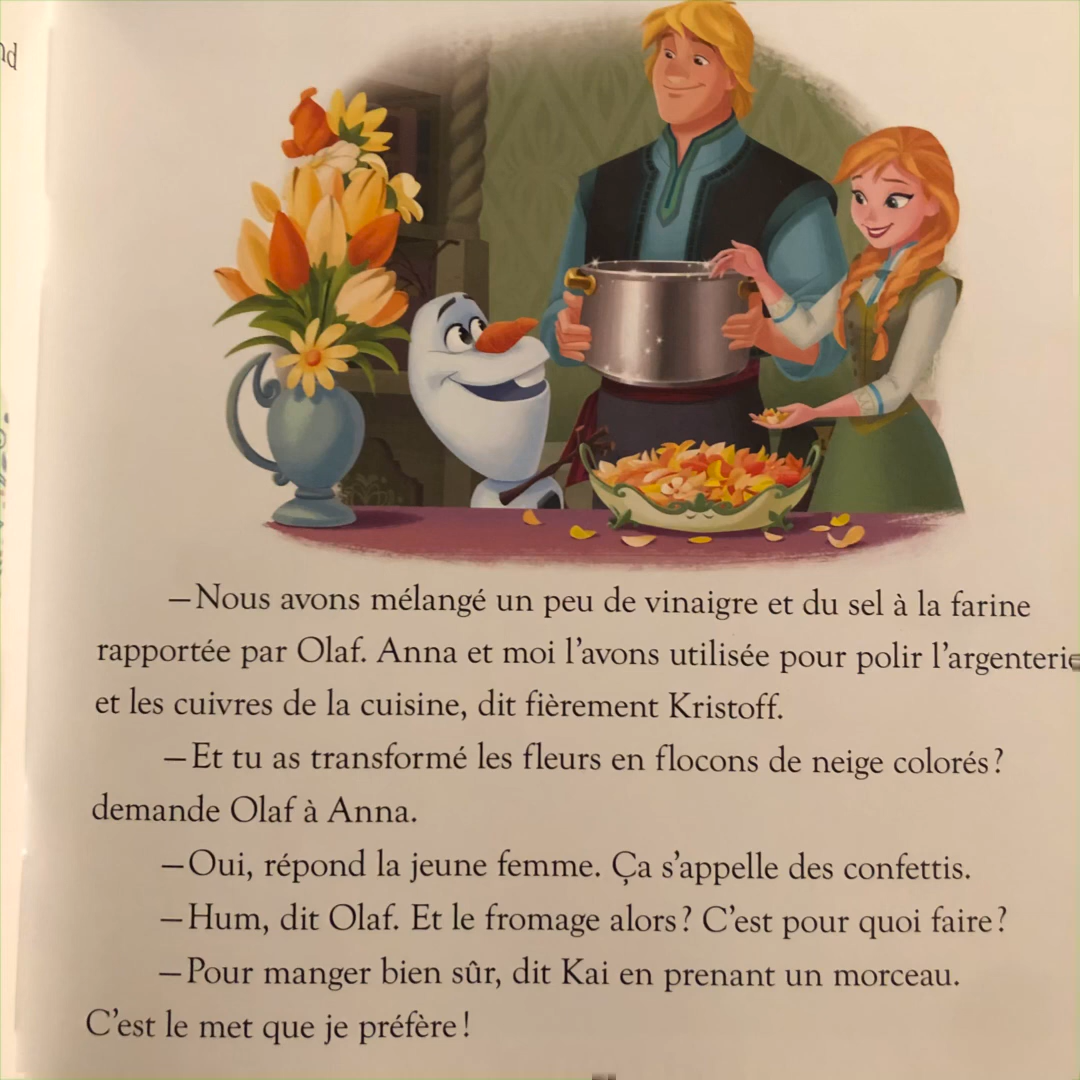 nd
—Nous avons mélangé un peu de vinaigre et du sel à la farine
rapportée par Olaf. Anna et moi l'avons utilisée pour polir l'argenterie
et les cuivres de la cuisine, dit fièrement Kristoff.
—Et tu as transformé les fleurs en flocons de neige colorés?
demande Olaf à Anna.
—Oui, répond la jeune femme. Ça s'appelle des confettis.
—Hum, dit Olaf. Et le fromage alors? C'est pour quoi faire?
—Pour manger bien sûr, dit Kai en prenant un morceau.
C'est le met que je préfère!